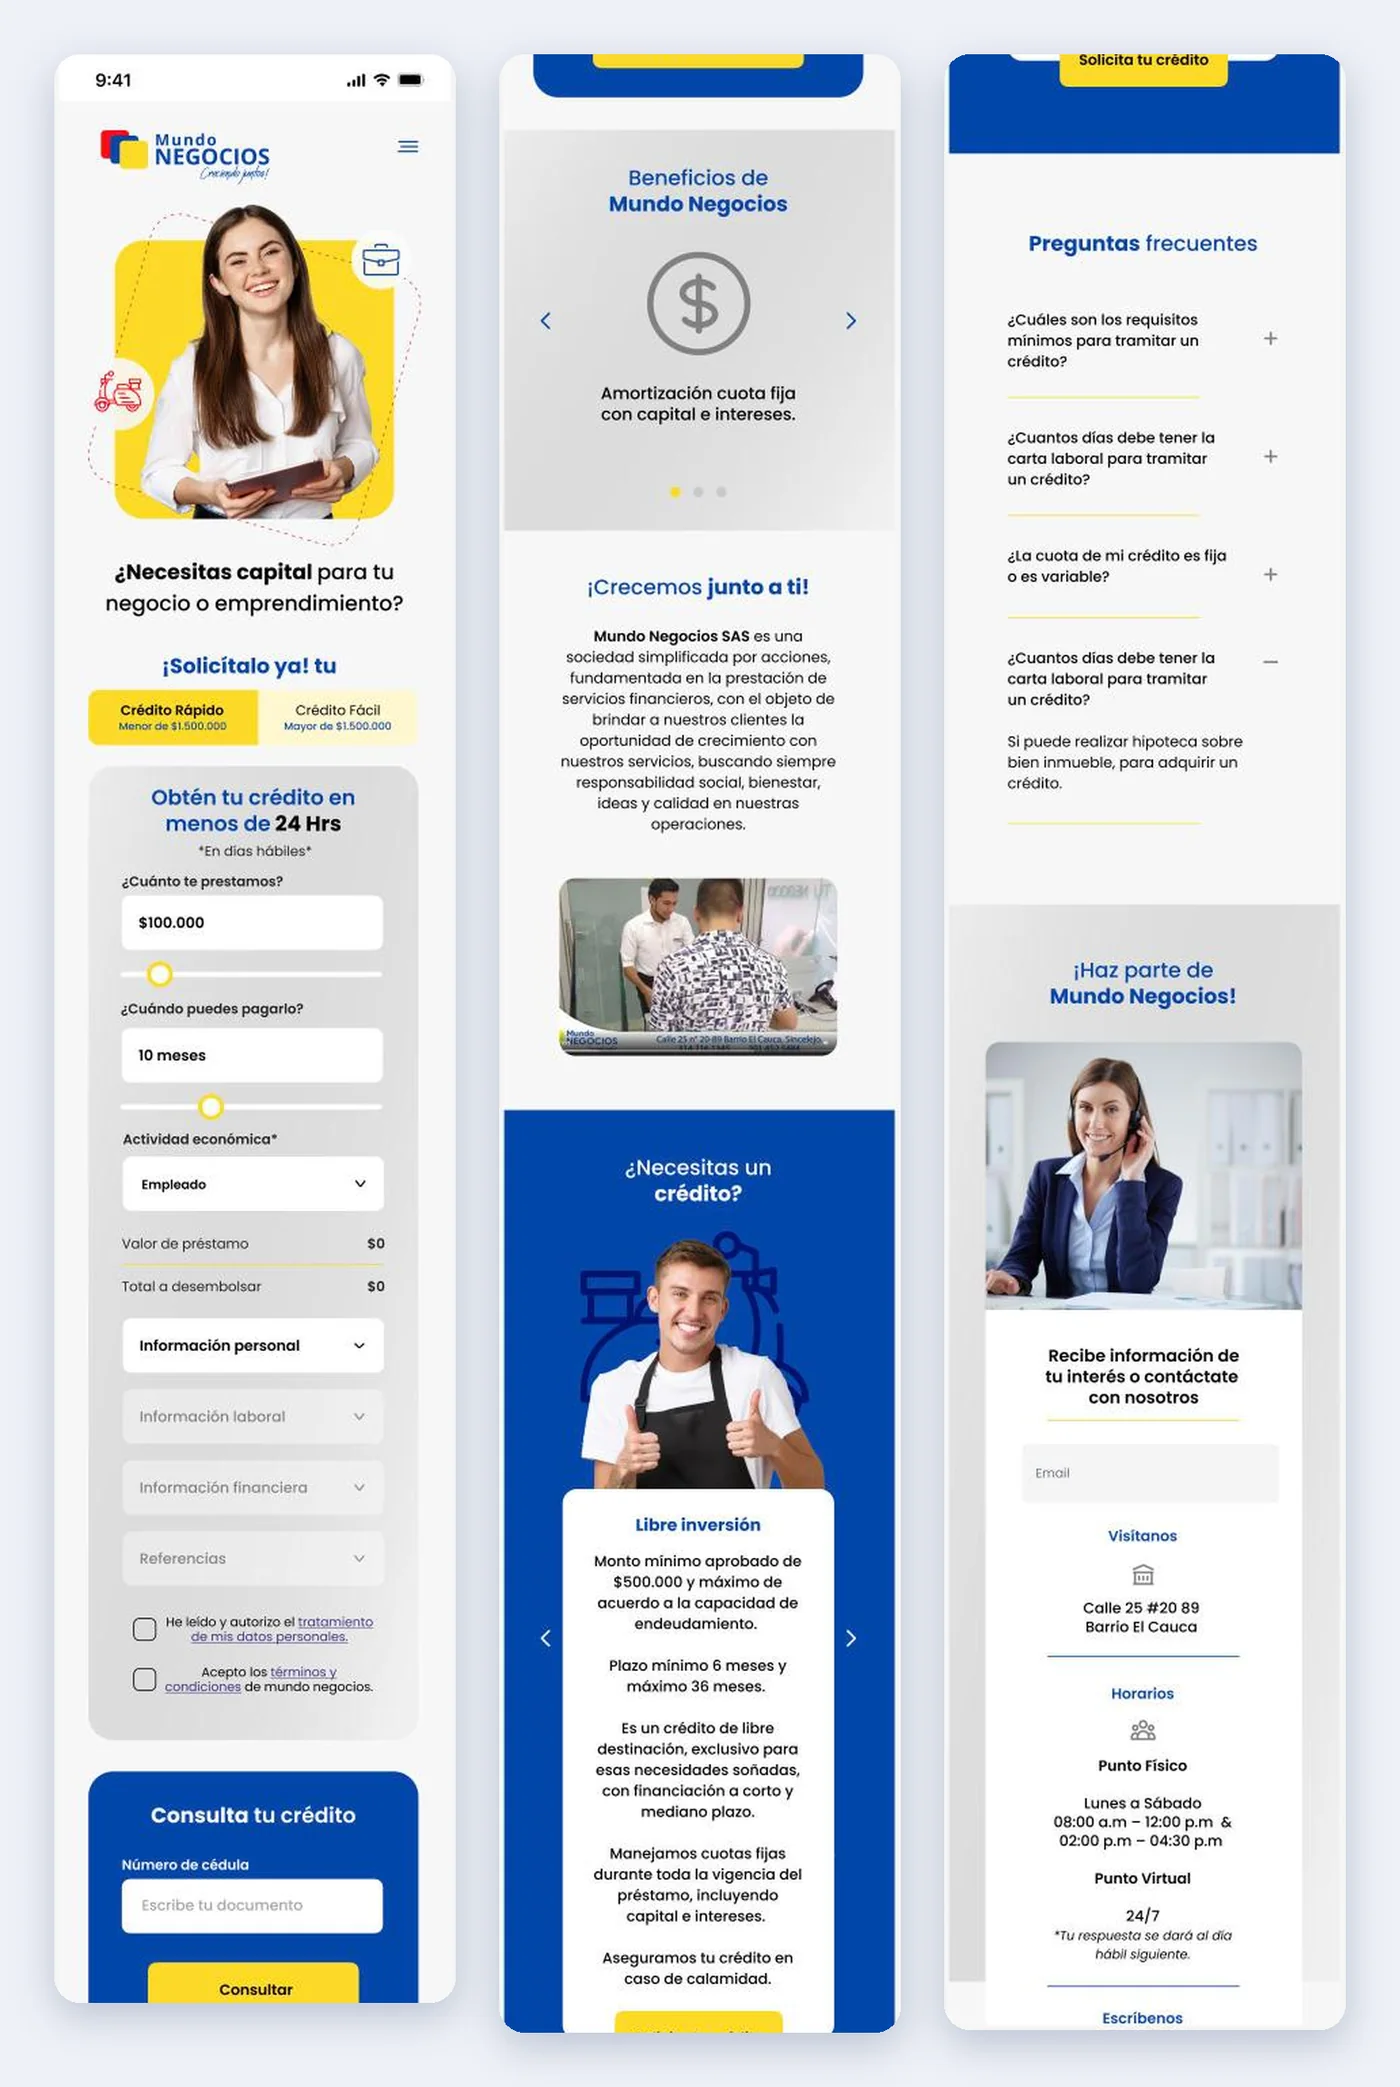 9:41
Mundo
NEGOCIOS
Creciendo juntos!
¿Necesitas capital para tu
negocio o emprendimiento?
¡Solicítalo ya! tu
Crédito Rápido
Menor de $1.500.000
Crédito Fácil
Mayor de $1.500.000
Obtén tu crédito en
menos de 24 Hrs
*En días hábiles*
¿Cuánto te prestamos?
$100.000
¿Cuándo puedes pagarlo?
10 meses
Actividad económica*
Empleado
Valor de préstamo $0
Total a desembolsar $0
Información personal
Información laboral
Información financiera
Referencias
He leído y autorizo el tratamiento
de mis datos personales.
Acepto los términos y
condiciones de mundo negocios.
Consulta tu crédito
Número de cédula
Escribe tu documento
Consultar
Beneficios de
Mundo Negocios
$
Amortización cuota fija
con capital e intereses.
¡Crecemos junto a ti!
Mundo Negocios SAS es una
sociedad simplificada por acciones,
fundamentada en la prestación de
servicios financieros, con el objeto de
brindar a nuestros clientes la
oportunidad de crecimiento con
nuestros servicios, buscando siempre
responsabilidad social, bienestar,
ideas y calidad en nuestras
operaciones.
Mundo
NEGOCIOS
Calle 25 n° 20-89 Barrio El Cauca, Sincelejo
¿Necesitas un
crédito?
Libre inversión
Monto mínimo aprobado de
$500.000 y máximo de
acuerdo a la capacidad de
endeudamiento.
Plazo mínimo 6 meses y
máximo 36 meses.
Es un crédito de libre
destinación, exclusivo para
esas necesidades soñadas,
con financiación a corto y
mediano plazo.
Manejamos cuotas fijas
durante toda la vigencia del
préstamo, incluyendo
capital e intereses.
Aseguramos tu crédito en
caso de calamidad.
Solicita tu crédito
Preguntas frecuentes
¿Cuáles son los requisitos
mínimos para tramitar un
crédito?
¿Cuantos días debe tener la
carta laboral para tramitar
un crédito?
¿La cuota de mi crédito es fija
o es variable?
¿Cuantos días debe tener la
carta laboral para tramitar
un crédito?
Si puede realizar hipoteca sobre
bien inmueble, para adquirir un
crédito.
¡Haz parte de
Mundo Negocios!
Recibe información de
tu interés o contáctate
con nosotros
Email
Visítanos
Calle 25 #20 89
Barrio El Cauca
Horarios
Punto Físico
Lunes a Sábado
08:00 a.m – 12:00 p.m &
02:00 p.m – 04:30 p.m
Punto Virtual
24/7
*Tu respuesta se dará al día
hábil siguiente.
Escríbenos